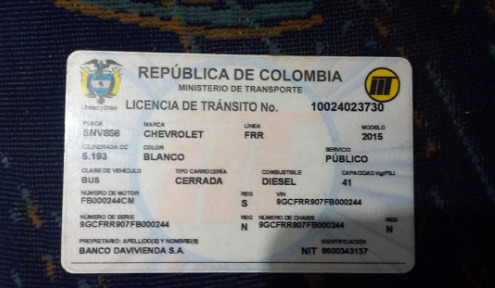 REPÚBLICA DE COLOMBIA
MINISTERIO DE TRANSPORTE
Libertad y Orden
LICENCIA DE TRÁNSITO No. 10024023730
PLACA MARCA LÍNEA MODELO
SNV856 CHEVROLET FRR 2015
CILINDRADA CC COLOR SERVICIO
5.193 BLANCO PÚBLICO
CLASE DE VEHÍCULO TIPO CARROCERÍA COMBUSTIBLE CAPACIDAD Kg/PSJ
BUS CERRADA DIESEL 41
NÚMERO DE MOTOR REG VIN
FB000244CM S 9GCFRR907FB000244
NÚMERO DE SERIE REG NÚMERO DE CHASIS REG
9GCFRR907FB000244 N 9GCFRR907FB000244 N
PROPIETARIO: APELLIDO(S) Y NOMBRE(S) IDENTIFICACIÓN
BANCO DAVIVIENDA S.A. NIT 8600343137